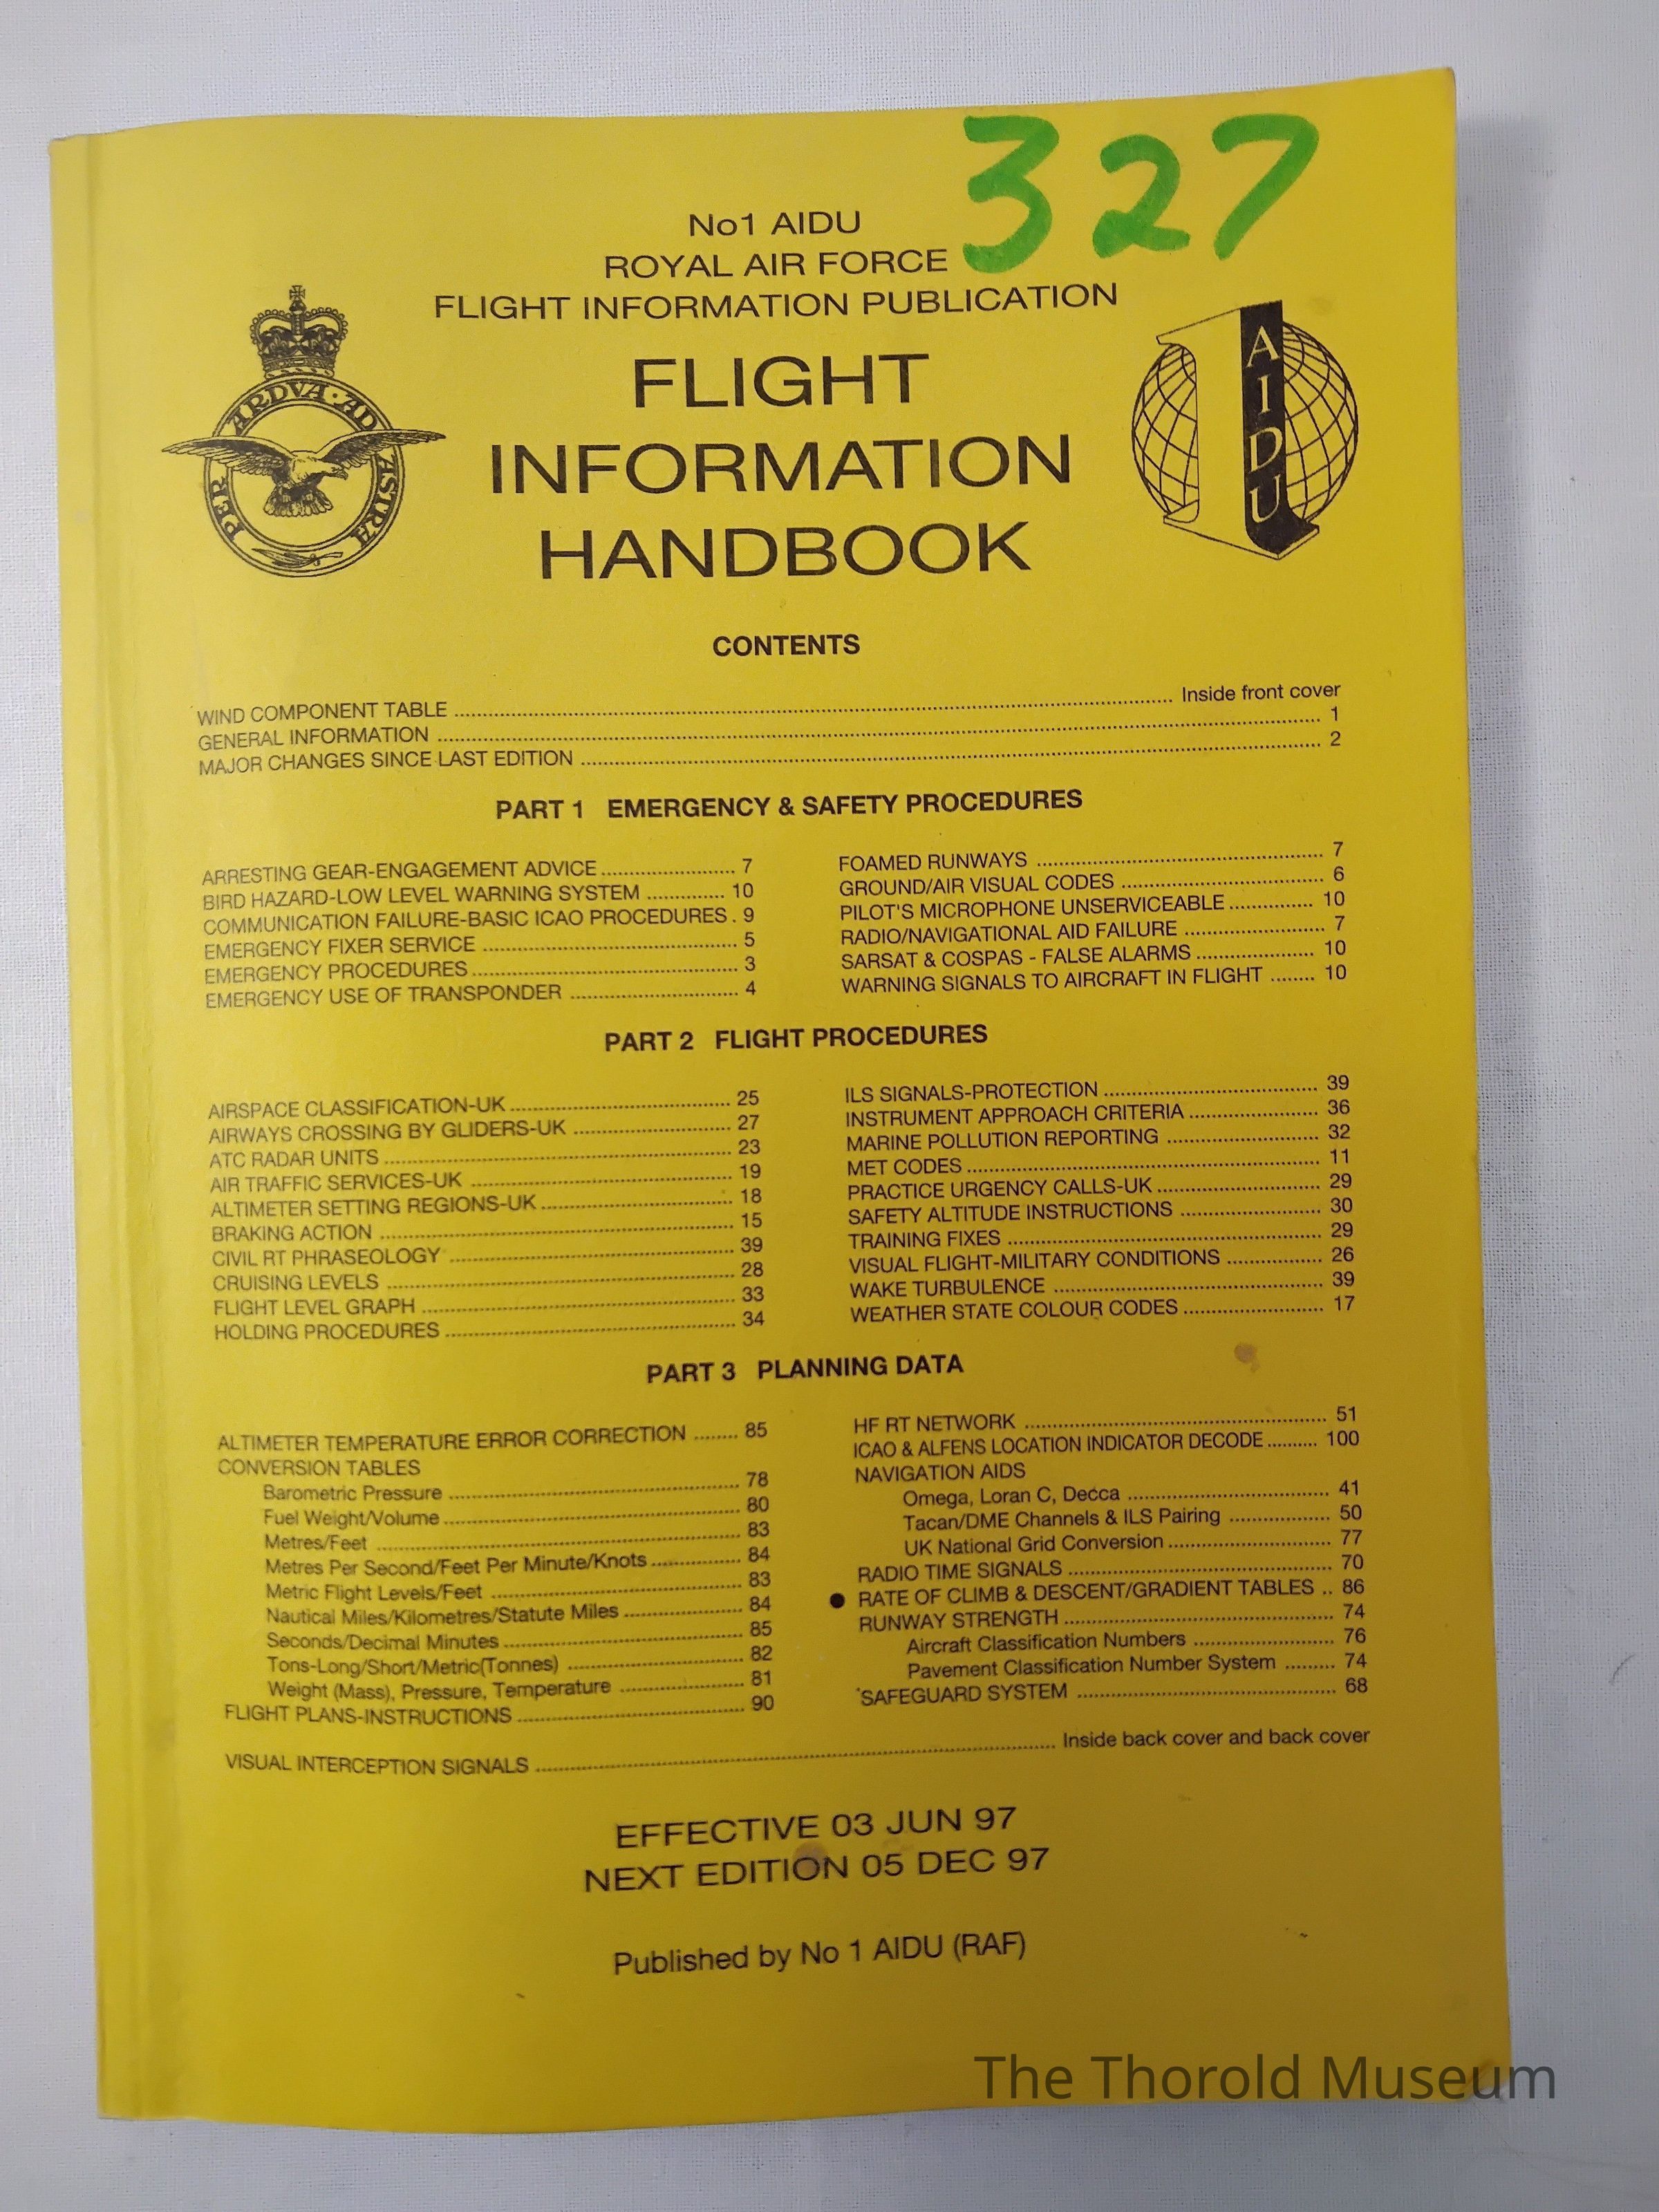 327
No1 AIDU
ROYAL AIR FORCE
FLIGHT INFORMATION PUBLICATION
PER ARDVA·AD ASTRA
AIDU
FLIGHT
INFORMATION
HANDBOOK
CONTENTS
WIND COMPONENT TABLE ........ Inside front cover
GENERAL INFORMATION ........ 1
MAJOR CHANGES SINCE LAST EDITION ........ 2
PART 1 EMERGENCY & SAFETY PROCEDURES
ARRESTING GEAR-ENGAGEMENT ADVICE ........ 7
BIRD HAZARD-LOW LEVEL WARNING SYSTEM ........ 10
COMMUNICATION FAILURE-BASIC ICAO PROCEDURES . 9
EMERGENCY FIXER SERVICE ........ 5
EMERGENCY PROCEDURES ........ 3
EMERGENCY USE OF TRANSPONDER ........ 4
FOAMED RUNWAYS ........ 7
GROUND/AIR VISUAL CODES ........ 6
PILOT'S MICROPHONE UNSERVICEABLE ........ 10
RADIO/NAVIGATIONAL AID FAILURE ........ 7
SARSAT & COSPAS - FALSE ALARMS ........ 10
WARNING SIGNALS TO AIRCRAFT IN FLIGHT ........ 10
PART 2 FLIGHT PROCEDURES
AIRSPACE CLASSIFICATION-UK ........ 25
AIRWAYS CROSSING BY GLIDERS-UK ........ 27
ATC RADAR UNITS ........ 23
AIR TRAFFIC SERVICES-UK ........ 19
ALTIMETER SETTING REGIONS-UK ........ 18
BRAKING ACTION ........ 15
CIVIL RT PHRASEOLOGY ........ 39
CRUISING LEVELS ........ 28
FLIGHT LEVEL GRAPH ........ 33
HOLDING PROCEDURES ........ 34
ILS SIGNALS-PROTECTION ........ 39
INSTRUMENT APPROACH CRITERIA ........ 36
MARINE POLLUTION REPORTING ........ 32
MET CODES ........ 11
PRACTICE URGENCY CALLS-UK ........ 29
SAFETY ALTITUDE INSTRUCTIONS ........ 30
TRAINING FIXES ........ 29
VISUAL FLIGHT-MILITARY CONDITIONS ........ 26
WAKE TURBULENCE ........ 39
WEATHER STATE COLOUR CODES ........ 17
PART 3 PLANNING DATA
ALTIMETER TEMPERATURE ERROR CORRECTION ........ 85
CONVERSION TABLES
Barometric Pressure ........ 78
Fuel Weight/Volume ........ 80
Metres/Feet ........ 83
Metres Per Second/Feet Per Minute/Knots ........ 84
Metric Flight Levels/Feet ........ 83
Nautical Miles/Kilometres/Statute Miles ........ 84
Seconds/Decimal Minutes ........ 85
Tons-Long/Short/Metric(Tonnes) ........ 82
Weight (Mass), Pressure, Temperature ........ 81
FLIGHT PLANS-INSTRUCTIONS ........ 90
HF RT NETWORK ........ 51
ICAO & ALFENS LOCATION INDICATOR DECODE ........ 100
NAVIGATION AIDS
Omega, Loran C, Decca ........ 41
Tacan/DME Channels & ILS Pairing ........ 50
UK National Grid Conversion ........ 77
RADIO TIME SIGNALS ........ 70
● RATE OF CLIMB & DESCENT/GRADIENT TABLES .. 86
RUNWAY STRENGTH ........ 74
Aircraft Classification Numbers ........ 76
Pavement Classification Number System ........ 74
SAFEGUARD SYSTEM ........ 68
VISUAL INTERCEPTION SIGNALS ........ Inside back cover and back cover
EFFECTIVE 03 JUN 97
NEXT EDITION 05 DEC 97
Published by No 1 AIDU (RAF)
The Thorold Museum